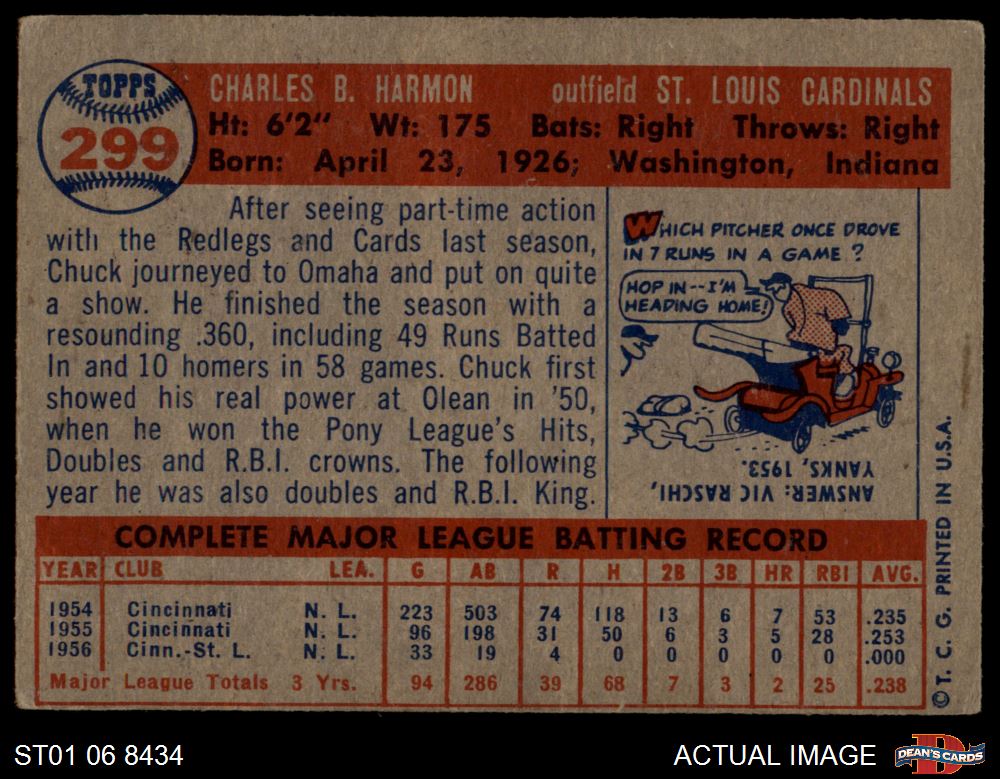 TOPPS
299
CHARLES B. HARMON outfield ST. LOUIS CARDINALS
Ht: 6'2" Wt: 175 Bats: Right Throws: Right
Born: April 23, 1926; Washington, Indiana
After seeing part-time action
with the Redlegs and Cards last season,
Chuck journeyed to Omaha and put on quite
a show. He finished the season with a
resounding .360, including 49 Runs Batted
In and 10 homers in 58 games. Chuck first
showed his real power at Olean in '50,
when he won the Pony League's Hits,
Doubles and R.B.I. crowns. The following
year he was also doubles and R.B.I. King.
WHICH PITCHER ONCE DROVE
IN 7 RUNS IN A GAME ?
HOP IN--I'M
HEADING HOME!
ANSWER: VIC RASCHI,
YANKS, 1953.
COMPLETE MAJOR LEAGUE BATTING RECORD
YEAR CLUB LEA. G AB R H 2B 3B HR RBI AVG.
1954 Cincinnati N. L. 223 503 74 118 13 6 7 53 .235
1955 Cincinnati N. L. 96 198 31 50 6 3 5 28 .253
1956 Cinn.-St. L. N. L. 33 19 4 0 0 0 0 0 .000
Major League Totals 3 Yrs. 94 286 39 68 7 3 2 25 .238
© T. C. G. PRINTED IN U.S.A.
ST01 06 8434
ACTUAL IMAGE
D
DEAN'S CARDS